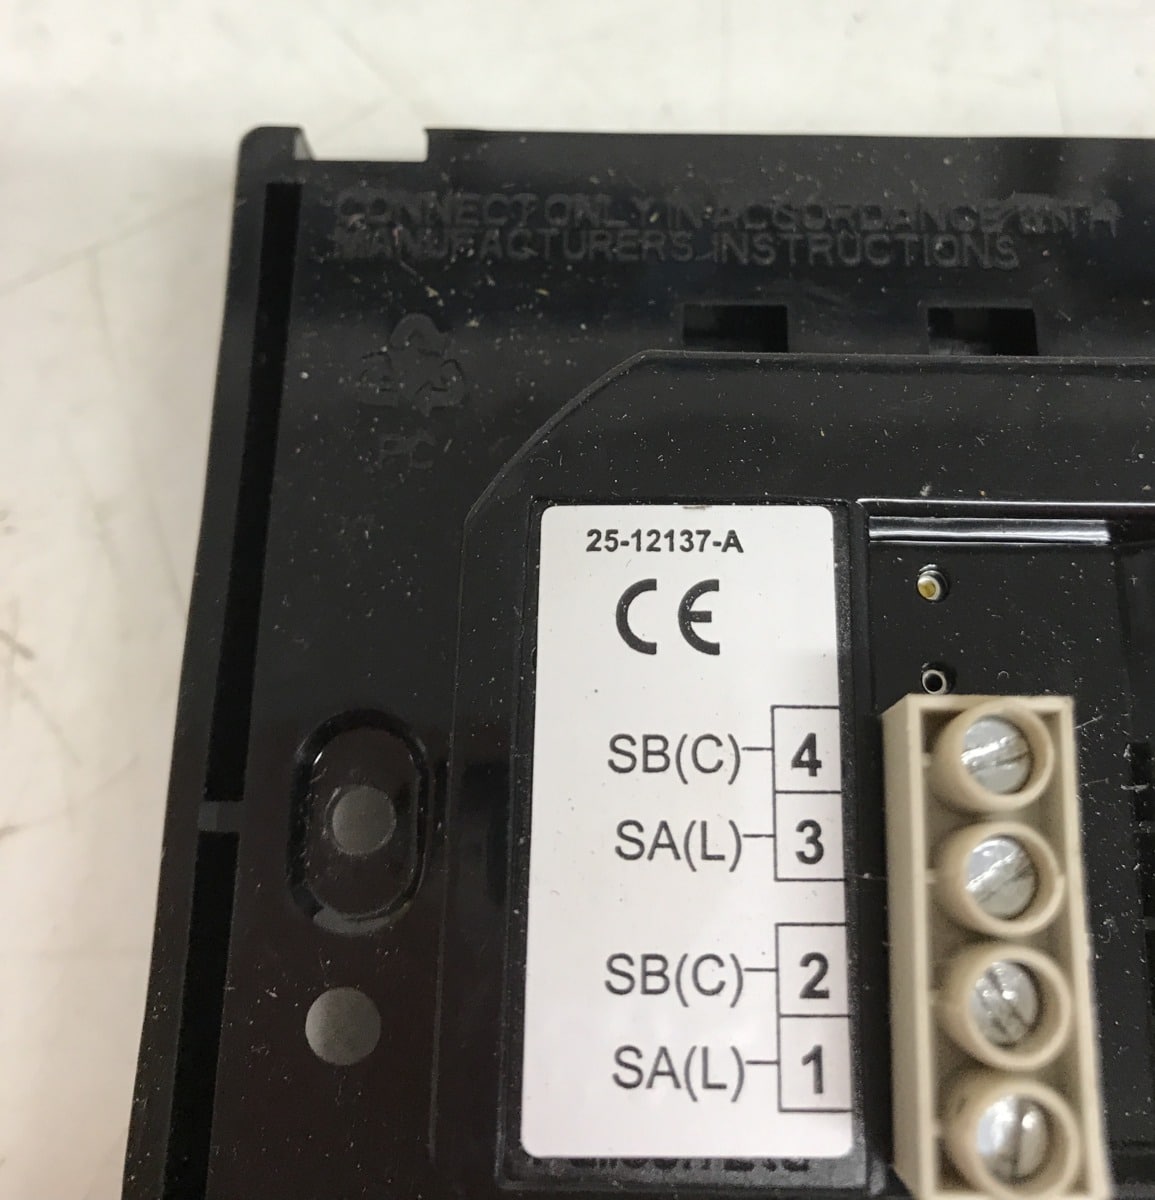 CONNECT ONLY IN ACCORDANCE WITH
MANUFACTURERS INSTRUCTIONS
PC
25-12137-A
CE
SB(C) 4
SA(L) 3
SB(C) 2
SA(L) 1